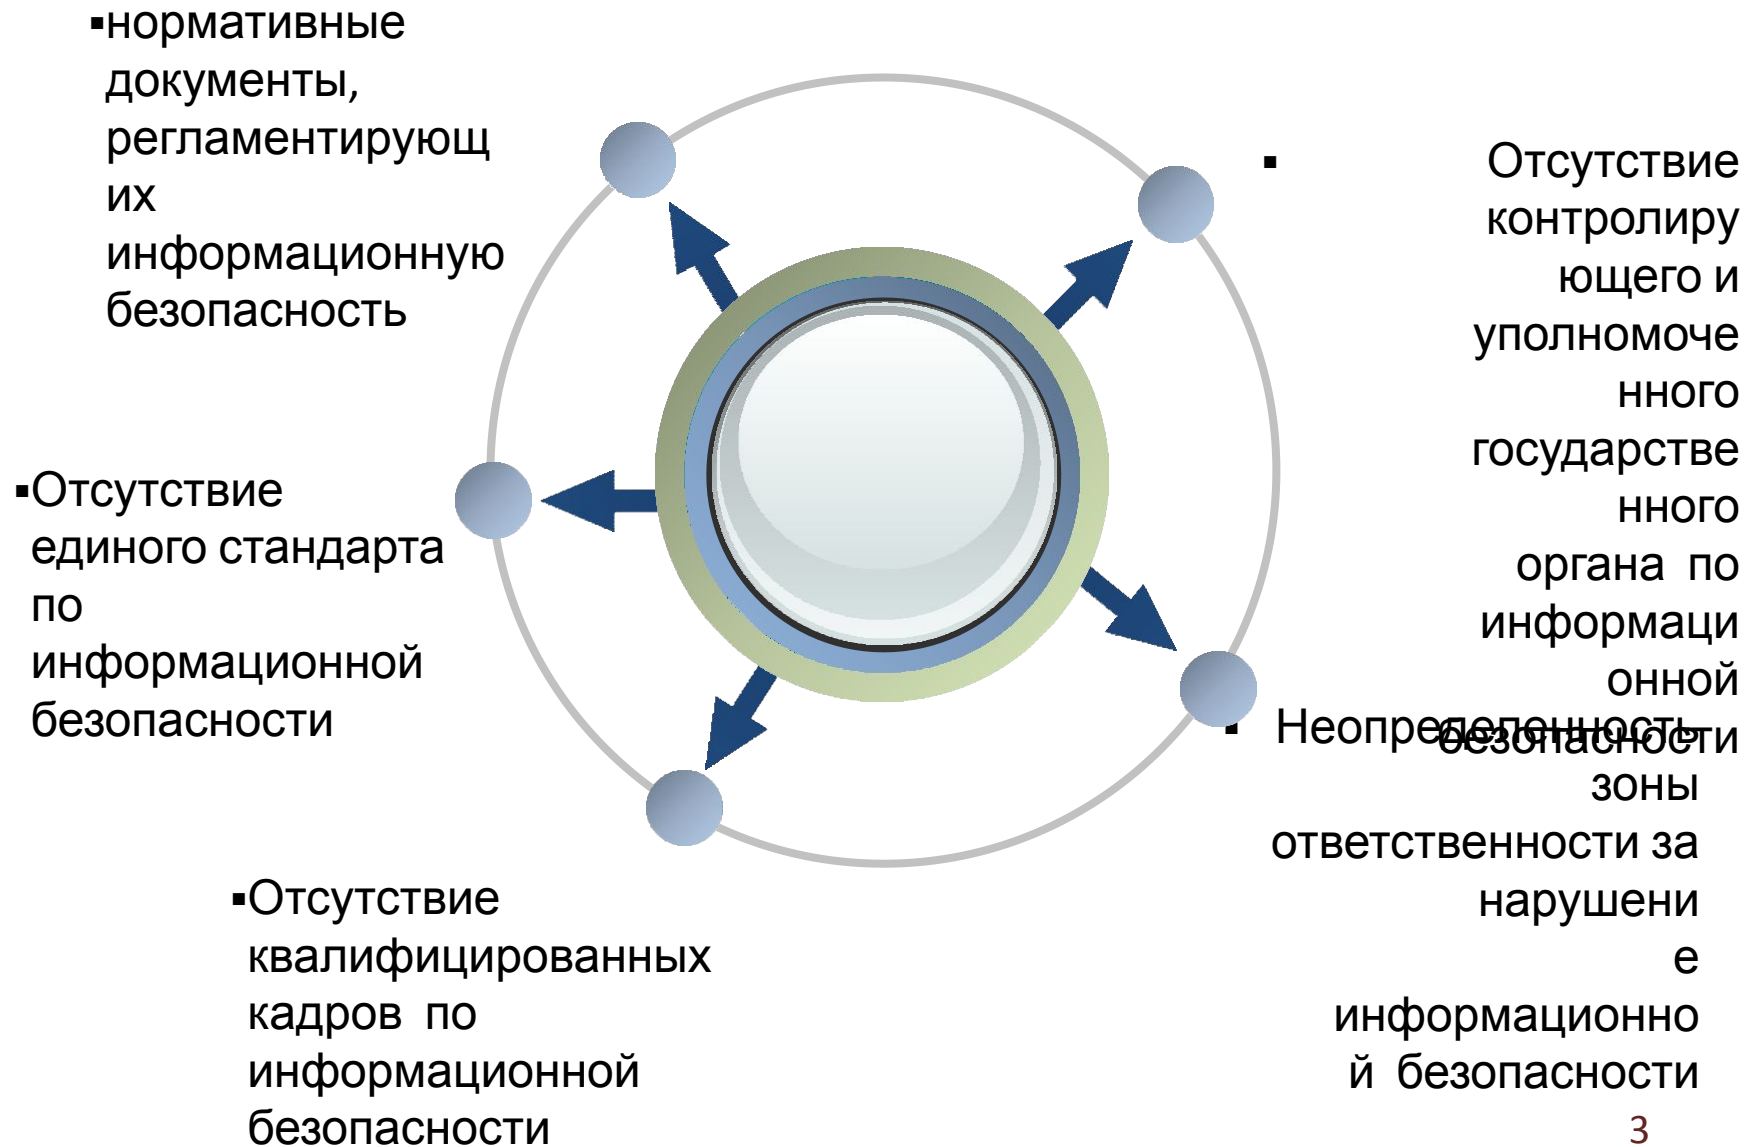 ▪нормативные
документы,
регламентирующ
их
информационную
безопасность
▪Отсутствие
единого стандарта
по
информационной
безопасности
▪Отсутствие
квалифицированных
кадров по
информационной
безопасности
▪ Отсутствие
контролиру
ющего и
уполномоче
нного
государстве
нного
органа по
информаци
онной
безопасности
▪ Неопределенность
зоны
ответственности за
нарушени
е
информационно
й безопасности
3